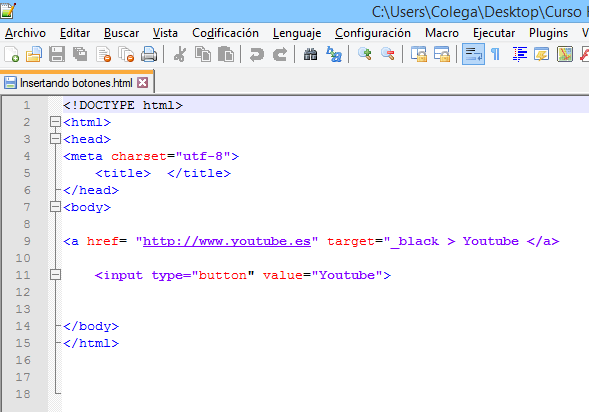 C:\Users\Colega\Desktop\Curso
Archivo Editar Buscar Vista Codificación Lenguaje Configuración Macro Ejecutar Plugins V
Insertando botones.html
1 <!DOCTYPE html>
2 <html>
3 <head>
4 <meta charset="utf-8">
5 <title> </title>
6 </head>
7 <body>
8
9 <a href= "http://www.youtube.es" target="_black > Youtube </a>
10
11 <input type="button" value="Youtube">
12
13
14 </body>
15 </html>
16
17
18